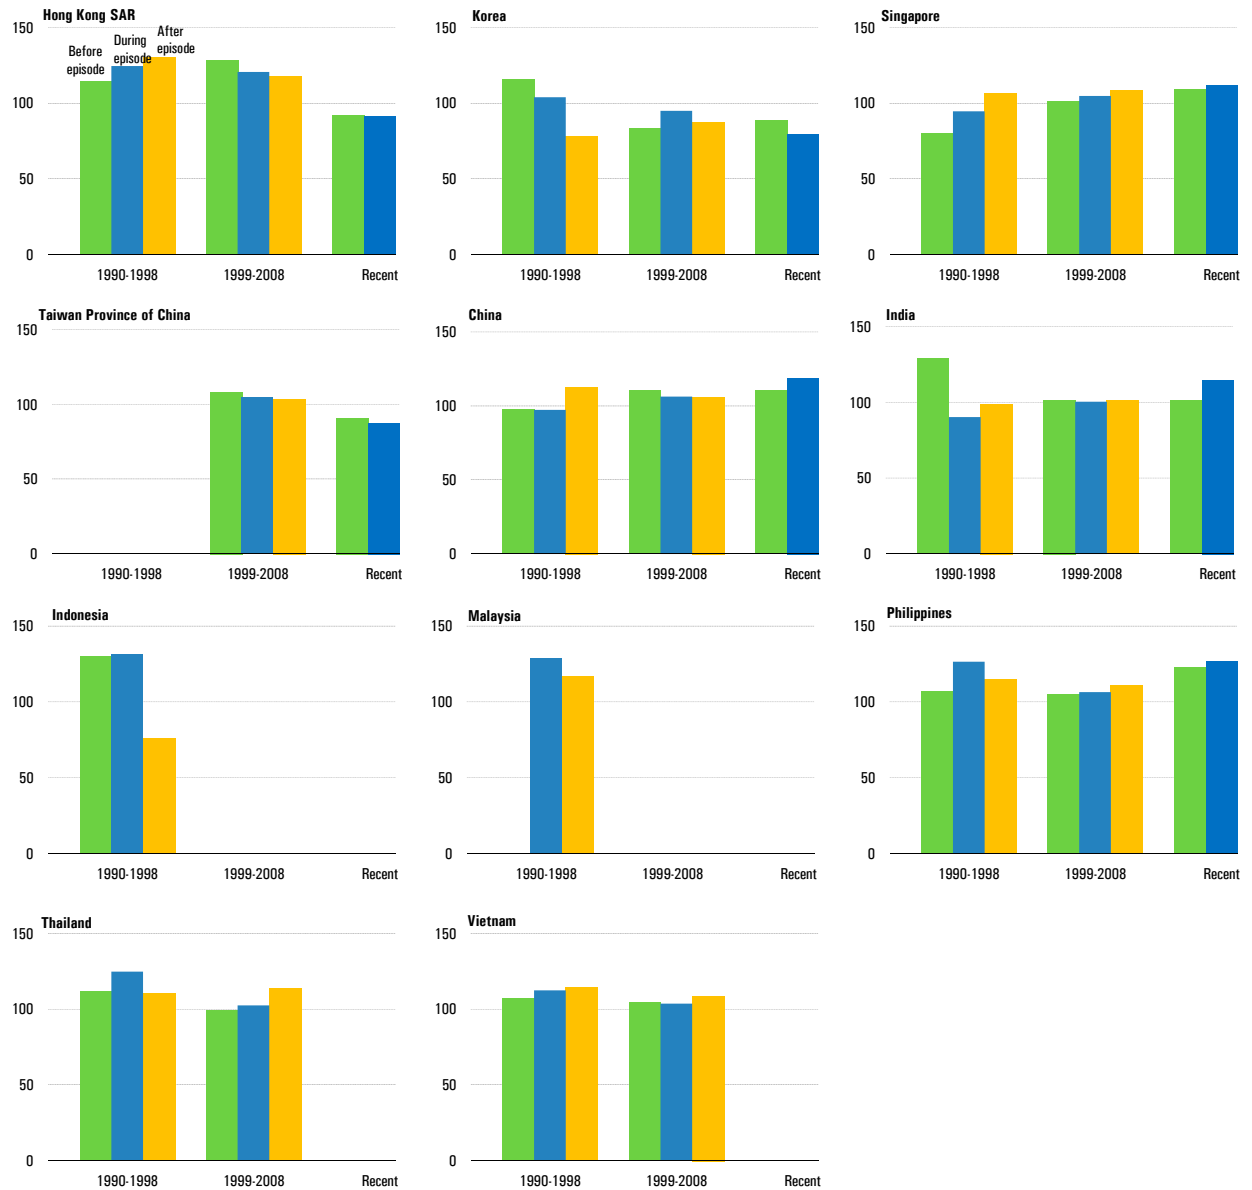 Hong Kong SAR
150
100
50
0
Before
episode
During
episode
After
episode
1990-1998
1999-2008
Recent
Korea
150
100
50
0
1990-1998
1999-2008
Recent
Singapore
150
100
50
0
1990-1998
1999-2008
Recent
Taiwan Province of China
150
100
50
0
1990-1998
1999-2008
Recent
China
150
100
50
0
1990-1998
1999-2008
Recent
India
150
100
50
0
1990-1998
1999-2008
Recent
Indonesia
150
100
50
0
1990-1998
1999-2008
Recent
Malaysia
150
100
50
0
1990-1998
1999-2008
Recent
Philippines
150
100
50
0
1990-1998
1999-2008
Recent
Thailand
150
100
50
0
1990-1998
1999-2008
Recent
Vietnam
150
100
50
0
1990-1998
1999-2008
Recent